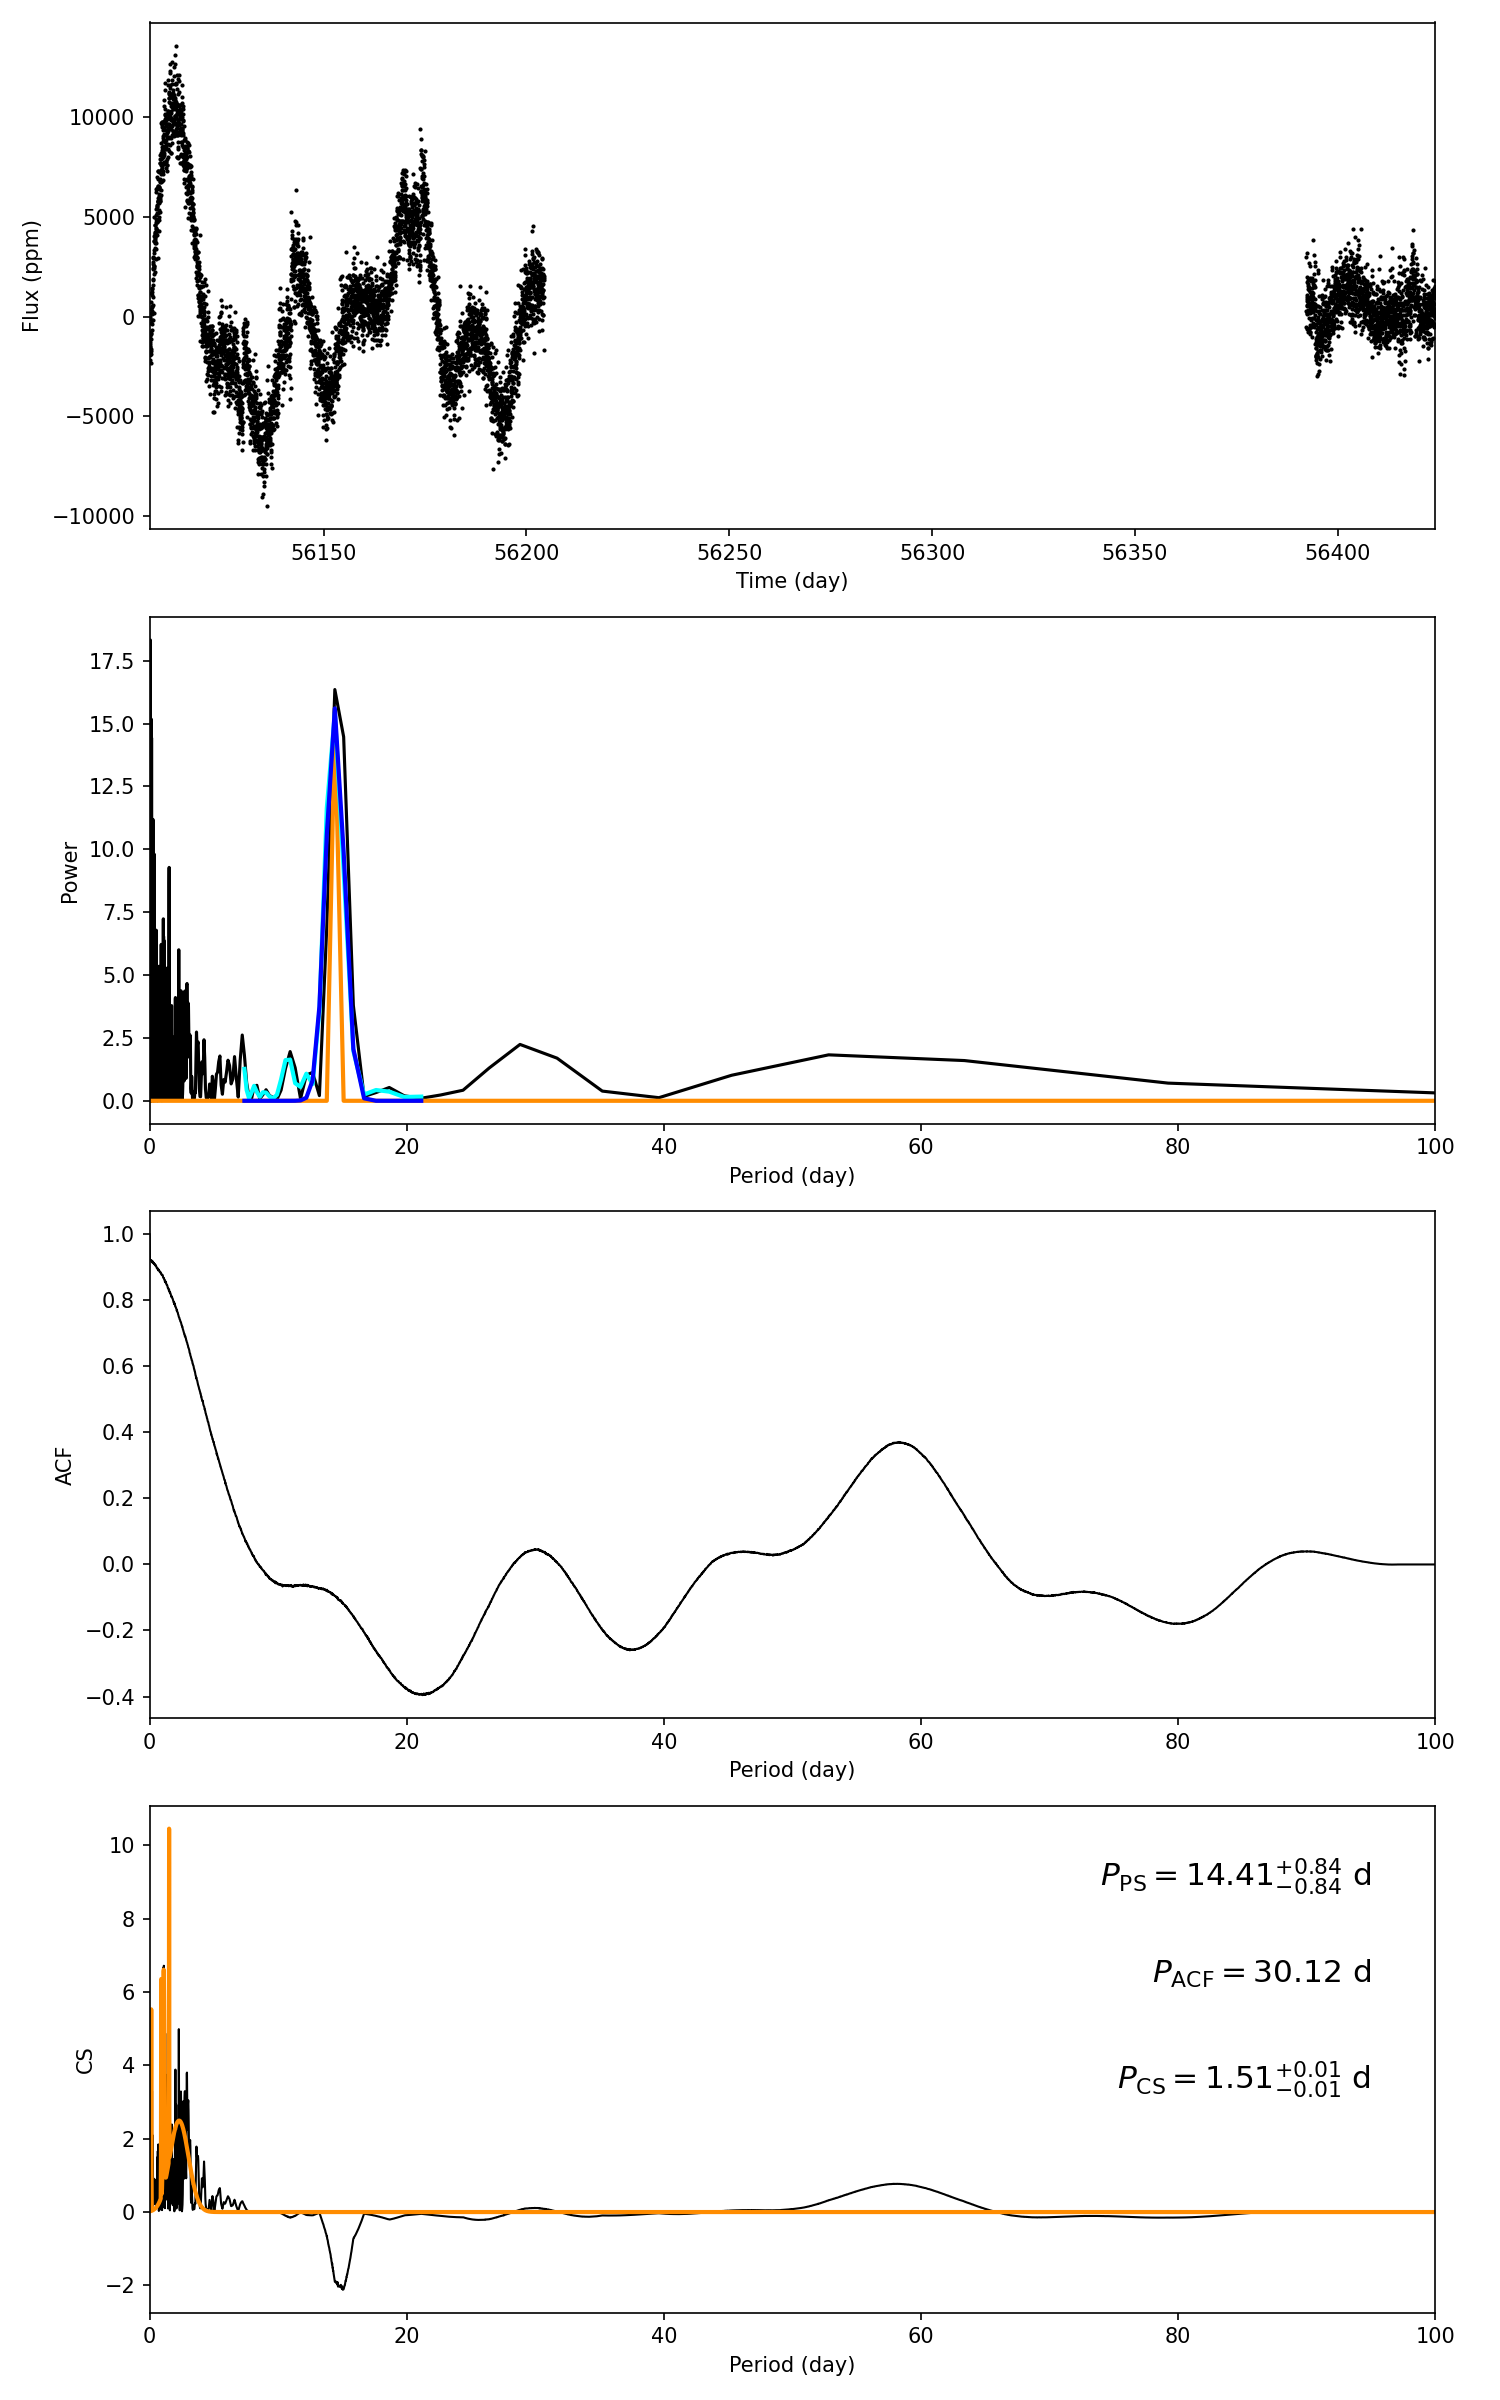 10000
5000
0
−5000
−10000
Flux (ppm)
56150 56200 56250 56300 56350 56400
Time (day)
17.5
15.0
12.5
10.0
7.5
5.0
2.5
0.0
Power
0 20 40 60 80 100
Period (day)
1.0
0.8
0.6
0.4
0.2
0.0
−0.2
−0.4
ACF
0 20 40 60 80 100
Period (day)
10
8
6
4
2
0
−2
CS
P_PS = 14.41^{+0.84}_{−0.84} d
P_ACF = 30.12 d
P_CS = 1.51^{+0.01}_{−0.01} d
0 20 40 60 80 100
Period (day)